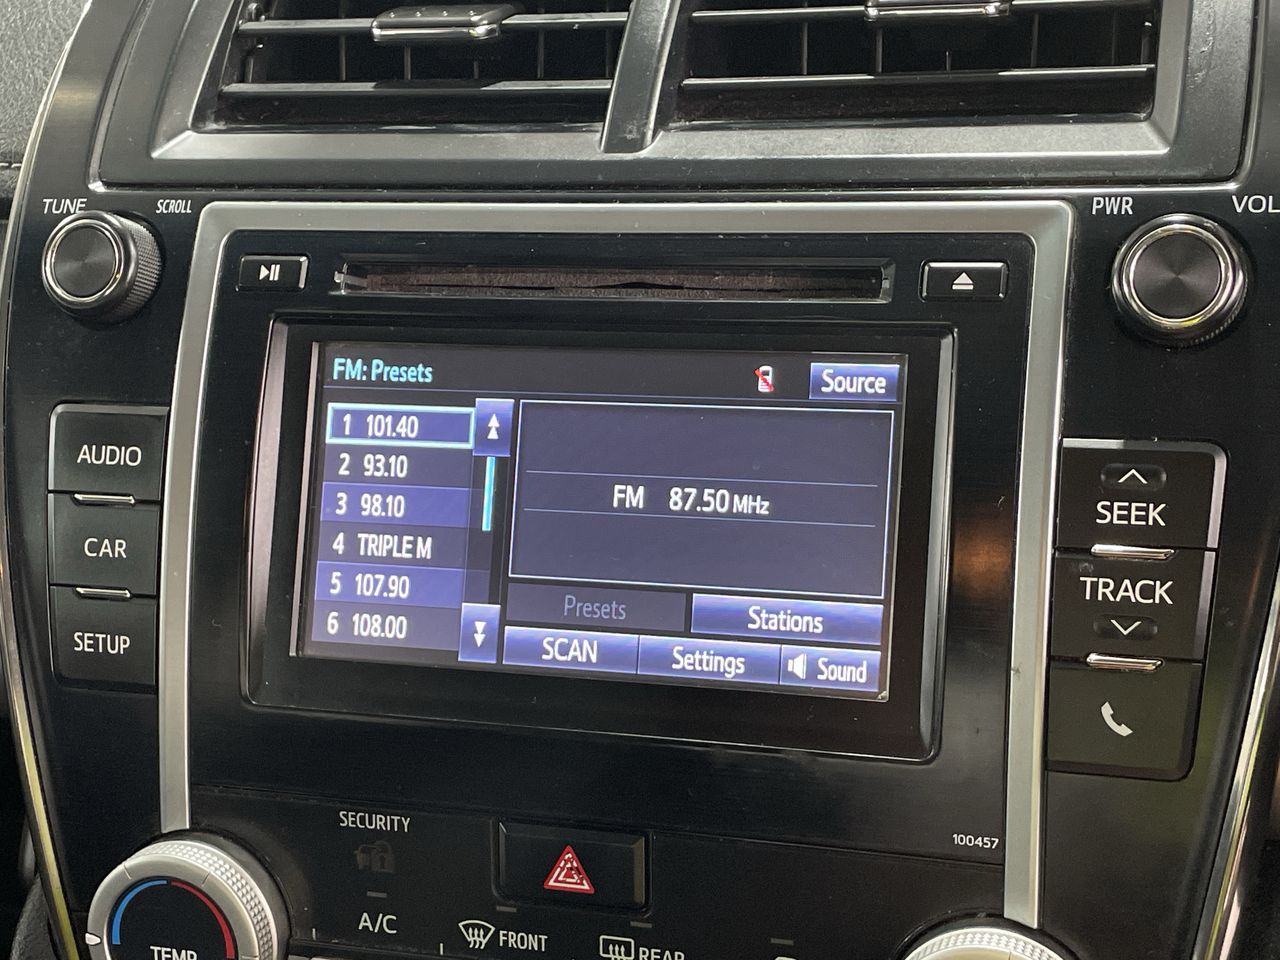 TUNE SCROLL
PWR VOL
FM: Presets
Source
1 101.40
2 93.10
3 98.10
4 TRIPLE M
5 107.90
6 108.00
FM 87.50 MHz
Presets
Stations
SCAN
Settings
Sound
AUDIO
CAR
SETUP
SEEK
TRACK
100457
SECURITY
A/C
FRONT
REAR
TEMP